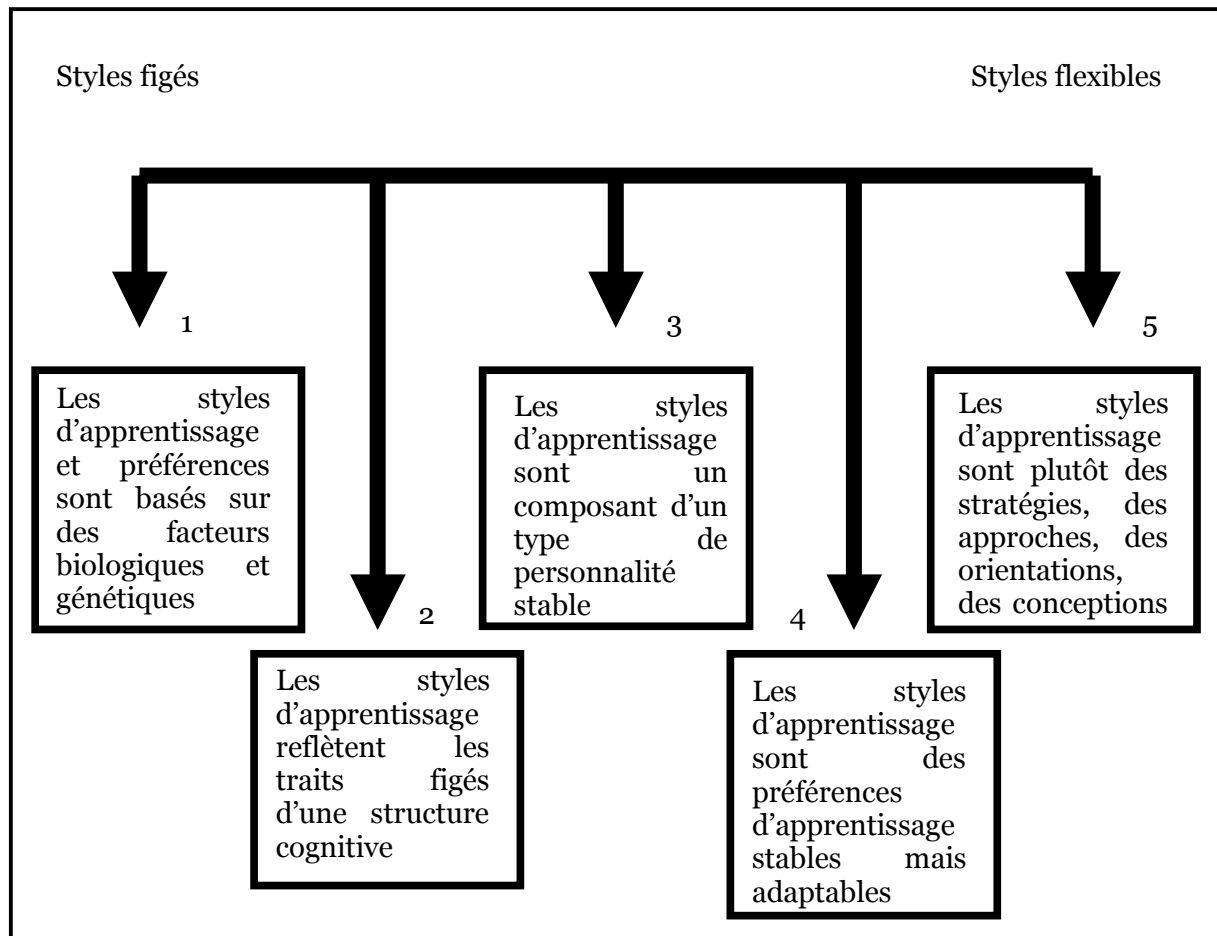 Styles figés
Styles flexibles
1
Les styles
d'apprentissage
et préférences
sont basés sur
des facteurs
biologiques et
génétiques
2
Les styles
d'apprentissage
reflètent les
traits figés
d'une structure
cognitive
3
Les styles
d'apprentissage
sont un
composant d'un
type de
personnalité
stable
4
Les styles
d'apprentissage
sont des
préférences
d'apprentissage
stables mais
adaptables
5
Les styles
d'apprentissage
sont plutôt des
stratégies, des
approches, des
orientations,
des conceptions